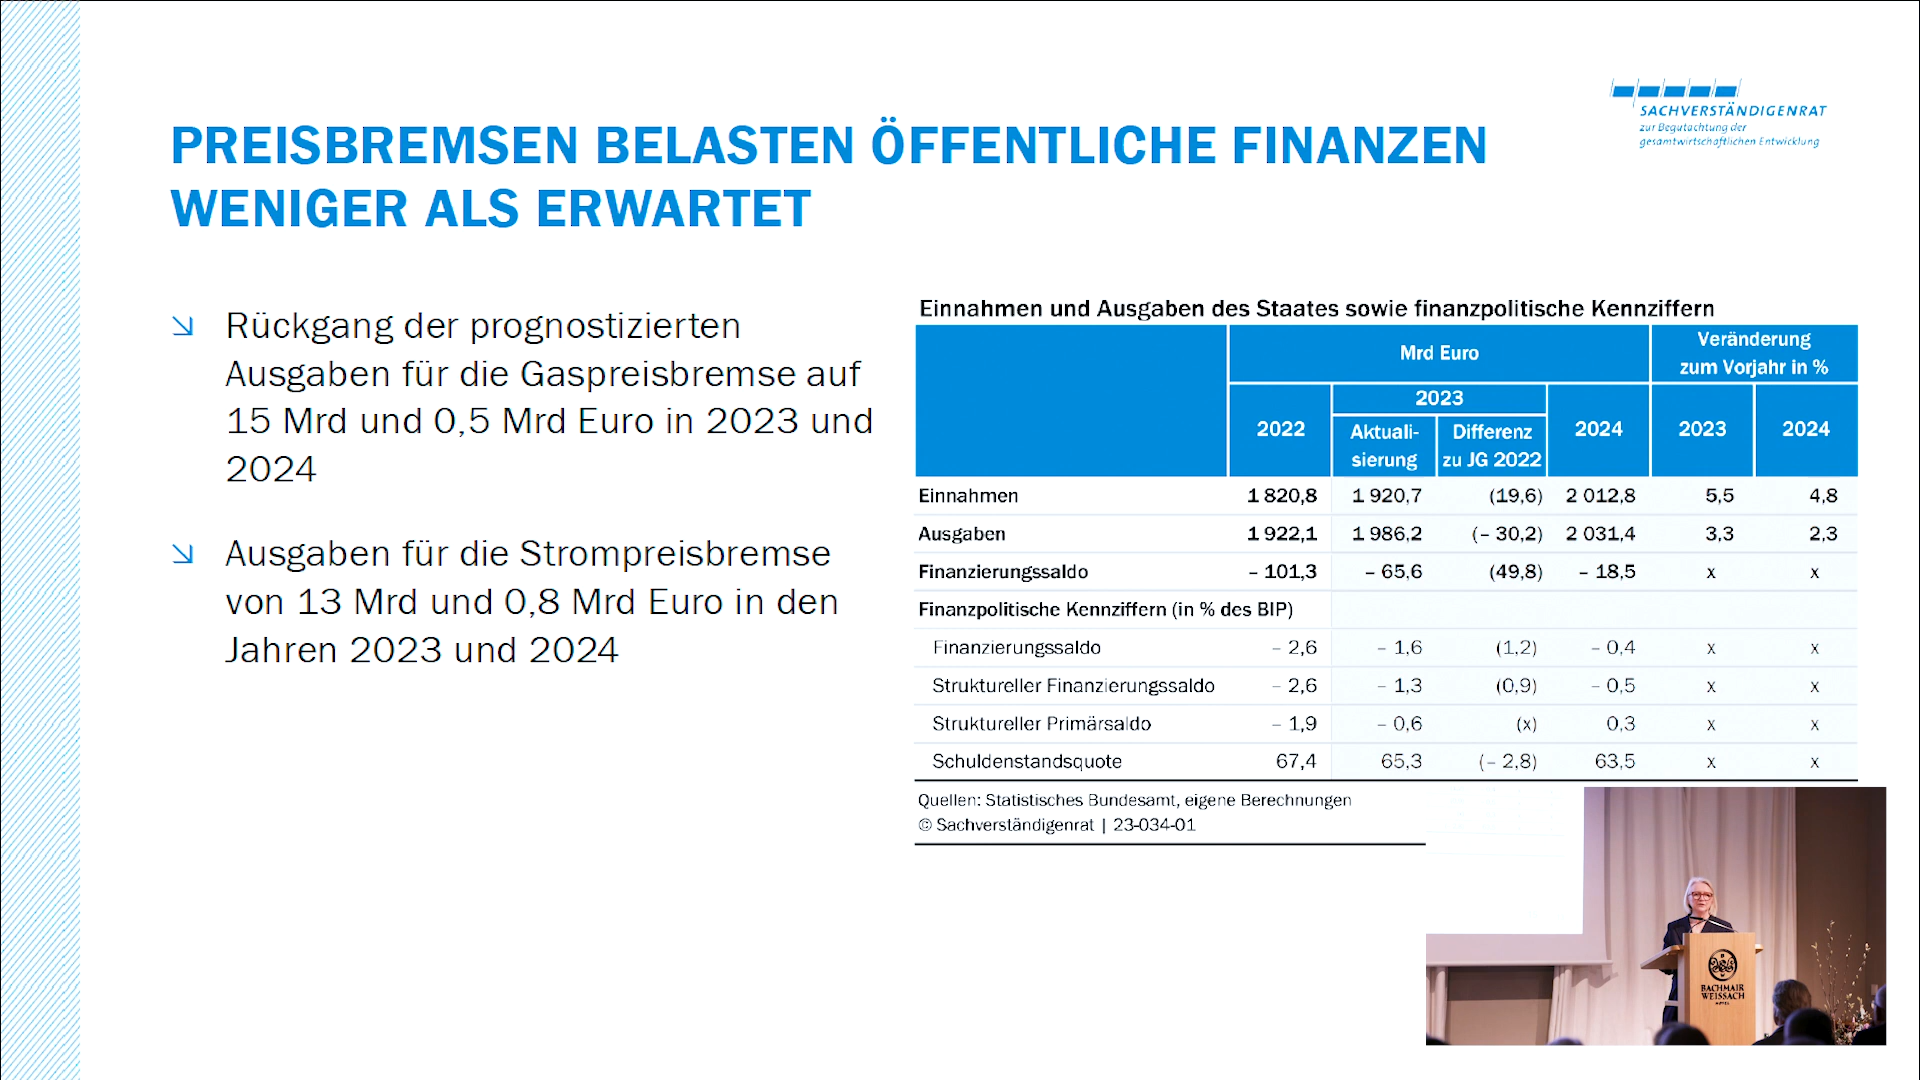 SACHVERSTÄNDIGENRAT
zur Begutachtung der
gesamtwirtschaftlichen Entwicklung
PREISBREMSEN BELASTEN ÖFFENTLICHE FINANZEN
WENIGER ALS ERWARTET
Rückgang der prognostizierten
Ausgaben für die Gaspreisbremse auf
15 Mrd und 0,5 Mrd Euro in 2023 und
2024
Ausgaben für die Strompreisbremse
von 13 Mrd und 0,8 Mrd Euro in den
Jahren 2023 und 2024
Einnahmen und Ausgaben des Staates sowie finanzpolitische Kennziffern
Mrd Euro
Veränderung
zum Vorjahr in %
2022
2023
Aktuali-
sierung
Differenz
zu JG 2022
2024
2023
2024
Einnahmen 1 820,8 1 920,7 (19,6) 2 012,8 5,5 4,8
Ausgaben 1 922,1 1 986,2 (– 30,2) 2 031,4 3,3 2,3
Finanzierungssaldo – 101,3 – 65,6 (49,8) – 18,5 x x
Finanzpolitische Kennziffern (in % des BIP)
Finanzierungssaldo – 2,6 – 1,6 (1,2) – 0,4 x x
Struktureller Finanzierungssaldo – 2,6 – 1,3 (0,9) – 0,5 x x
Struktureller Primärsaldo – 1,9 – 0,6 (x) 0,3 x x
Schuldenstandsquote 67,4 65,3 (– 2,8) 63,5 x x
Quellen: Statistisches Bundesamt, eigene Berechnungen
© Sachverständigenrat | 23-034-01
BACHMAIR
WEISSACH
HOTEL